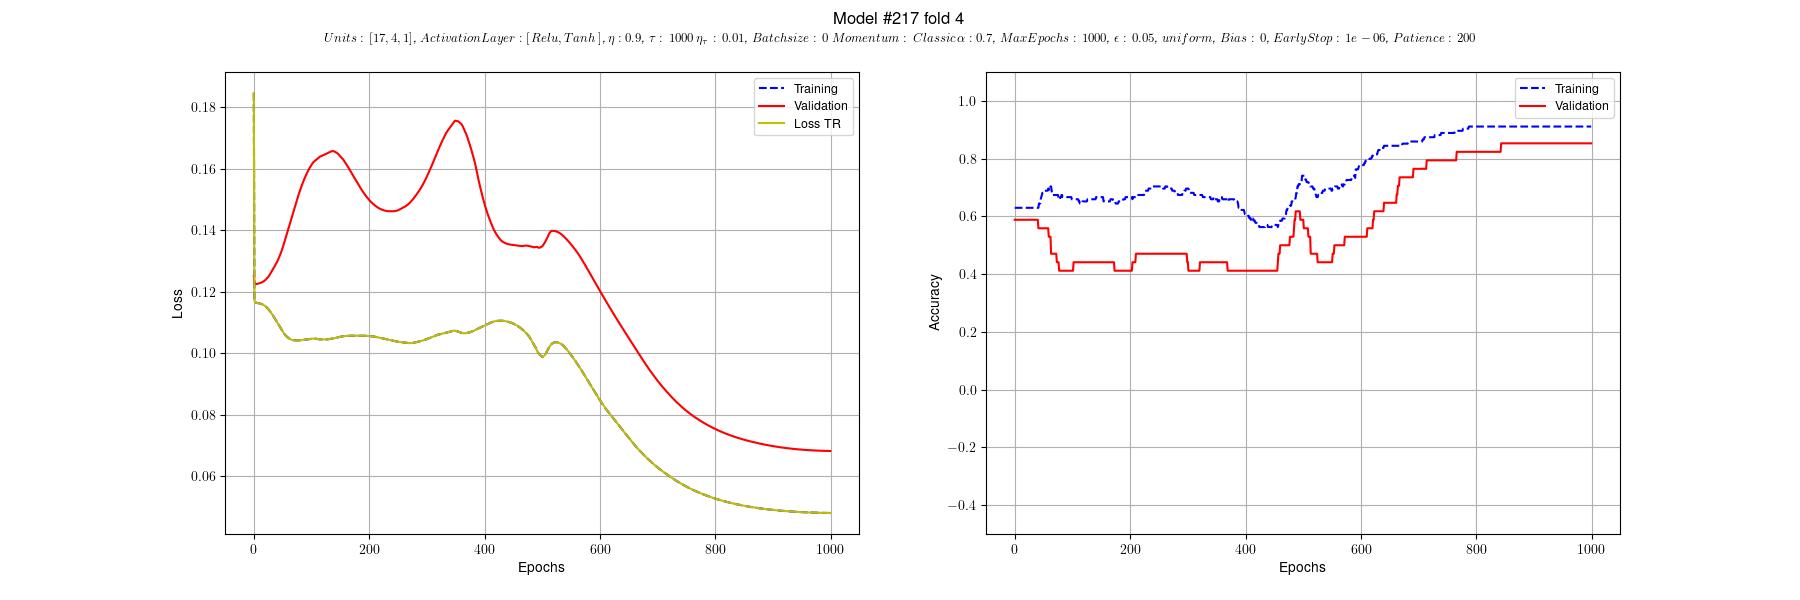 Model #217 fold 4
Units : [17, 4, 1], ActivationLayer : [Relu, Tanh], η : 0.9, τ : 1000 η_τ : 0.01, Batchsize : 0 Momentum : Classic α : 0.7, MaxEpochs : 1000, ϵ : 0.05, uniform, Bias : 0, EarlyStop : 1e − 06, Patience : 200
Training
Validation
Loss TR
0.18
0.16
0.14
0.12
0.10
0.08
0.06
Loss
0 200 400 600 800 1000
Epochs
Training
Validation
1.0
0.8
0.6
0.4
0.2
0.0
−0.2
−0.4
Accuracy
0 200 400 600 800 1000
Epochs